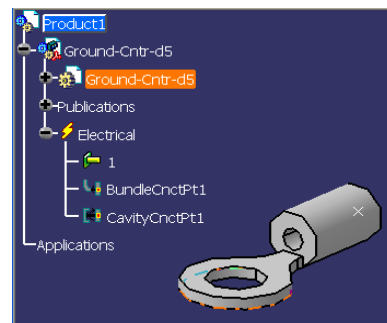 Product1
Ground-Cntr-d5
Ground-Cntr-d5
Publications
Electrical
1
BundleCnctPt1
CavityCnctPt1
Applications